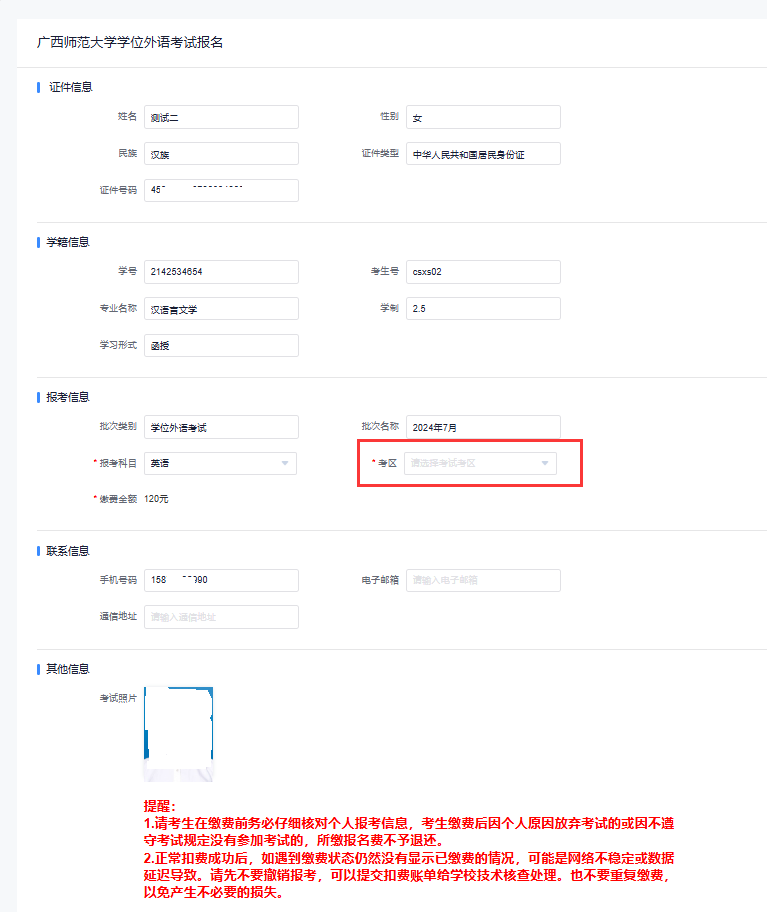 广西师范大学学位外语考试报名
证件信息
姓名 测试二 性别 女
民族 汉族 证件类型 中华人民共和国居民身份证
证件号码 45
学籍信息
学号 2142534654 考生号 csxs02
专业名称 汉语言文学 学制 2.5
学习形式 函授
报考信息
批次类别 学位外语考试 批次名称 2024年7月
*报考科目 英语 *考区 请选择考试考区
*缴费金额 120元
联系信息
手机号码 158 990 电子邮箱 请输入电子邮箱
通信地址 请输入通信地址
其他信息
考试照片
提醒：
1.请考生在缴费前务必仔细核对个人报考信息，考生缴费后因个人原因放弃考试的或因不遵
守考试规定没有参加考试的，所缴报名费不予退还。
2.正常扣费成功后，如遇到缴费状态仍然没有显示已缴费的情况，可能是网络不稳定或数据
延迟导致。请先不要撤销报考，可以提交扣费账单给学校技术核查处理。也不要重复缴费，
以免产生不必要的损失。